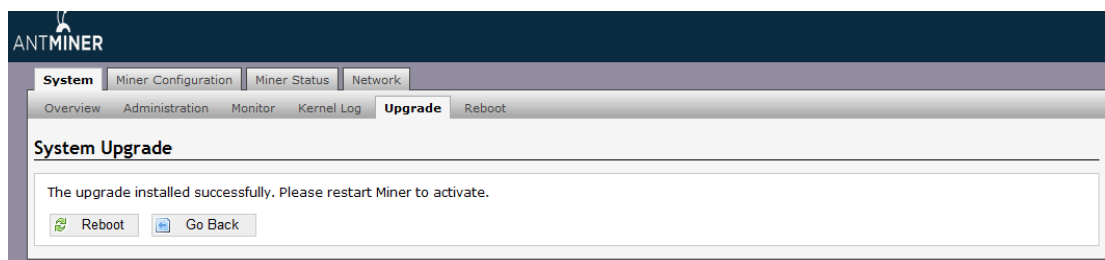 ANTMINER
System Miner Configuration Miner Status Network
Overview Administration Monitor Kernel Log Upgrade Reboot
System Upgrade
The upgrade installed successfully. Please restart Miner to activate.
Reboot Go Back